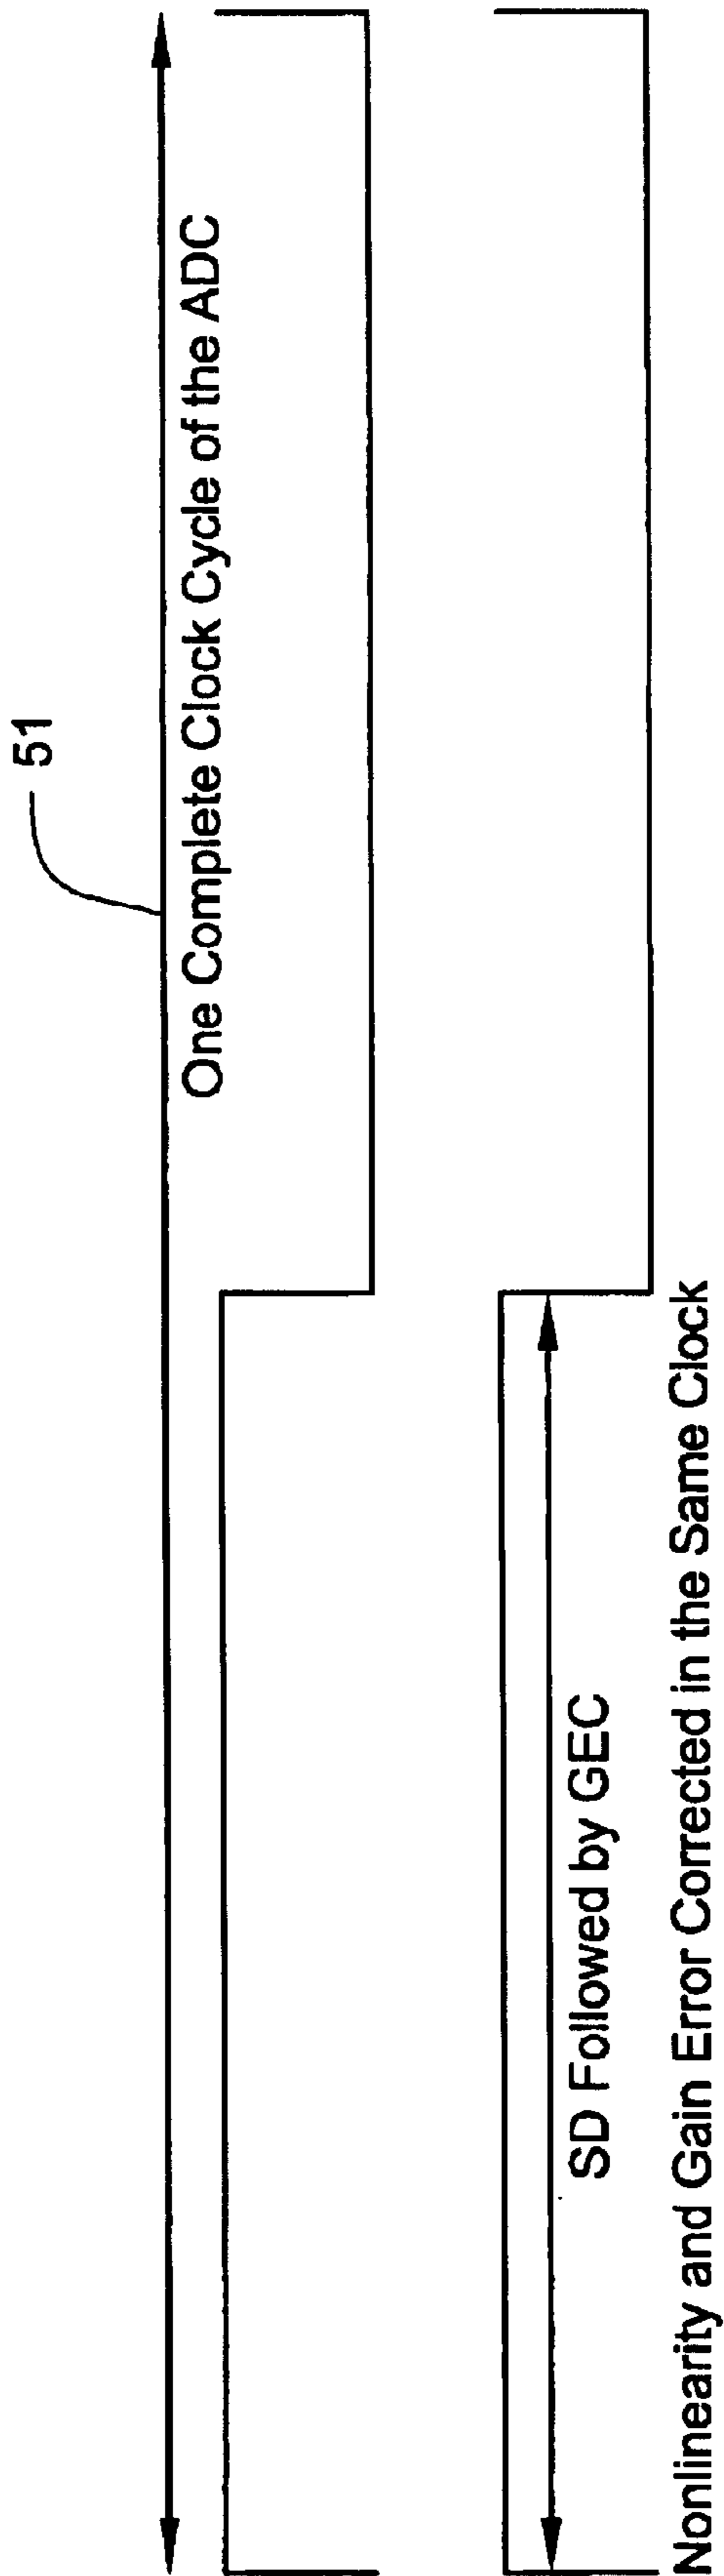 51
One Complete Clock Cycle of the ADC
SD Followed by GEC
Nonlinearity and Gain Error Corrected in the Same Clock